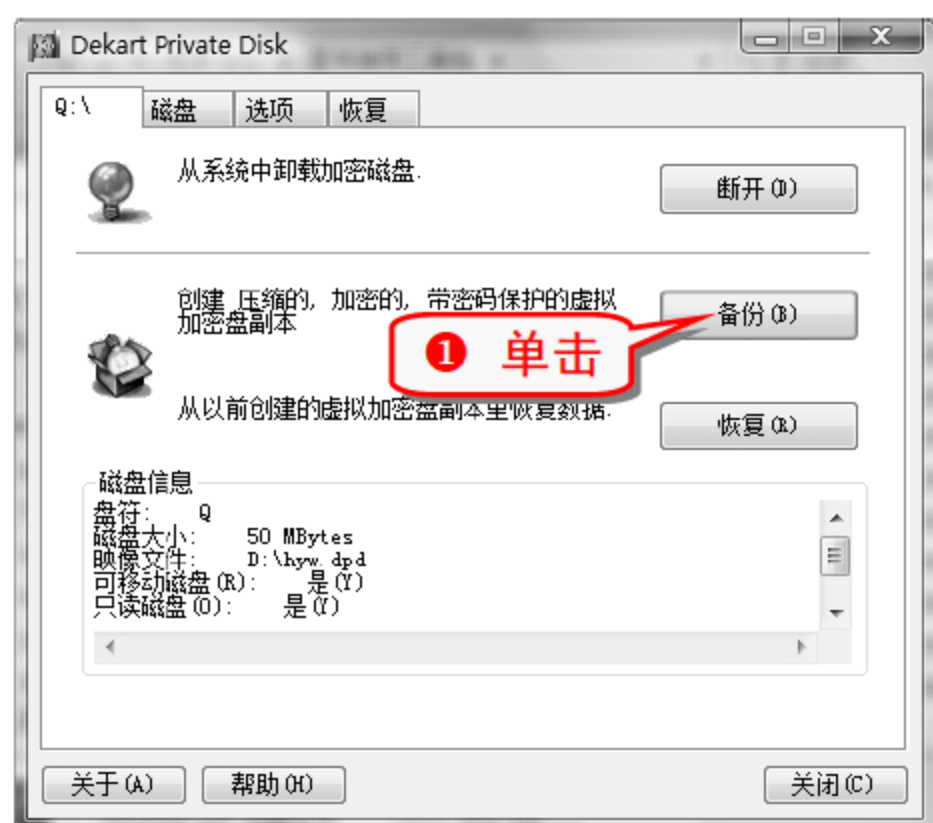 Dekart Private Disk
Q:\ 磁盘 选项 恢复
从系统中卸载加密磁盘.
断开(D)
创建 压缩的, 加密的, 带密码保护的虚拟
加密盘副本
备份(B)
❶ 单击
从以前创建的虚拟加密盘副本里恢复数据.
恢复(R)
磁盘信息
盘符: Q
磁盘大小: 50 MBytes
映像文件: D:\hyw.dpd
可移动磁盘(R): 是(Y)
只读磁盘(O): 是(Y)
关于(A) 帮助(H) 关闭(C)